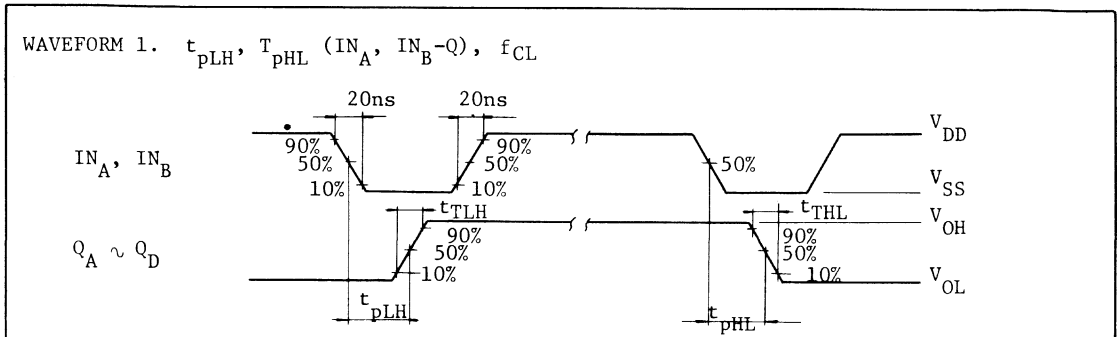 WAVEFORM 1. tpLH, TpHL (INA, INB-Q), fCL
20ns 20ns
VDD
90% 90%
INA, INB 50% 50% 50%
10% 10% VSS
tTLH tTHL VOH
90% 90%
QA ~ QD 50% 50%
10% 10%
VOL
tpLH tpHL